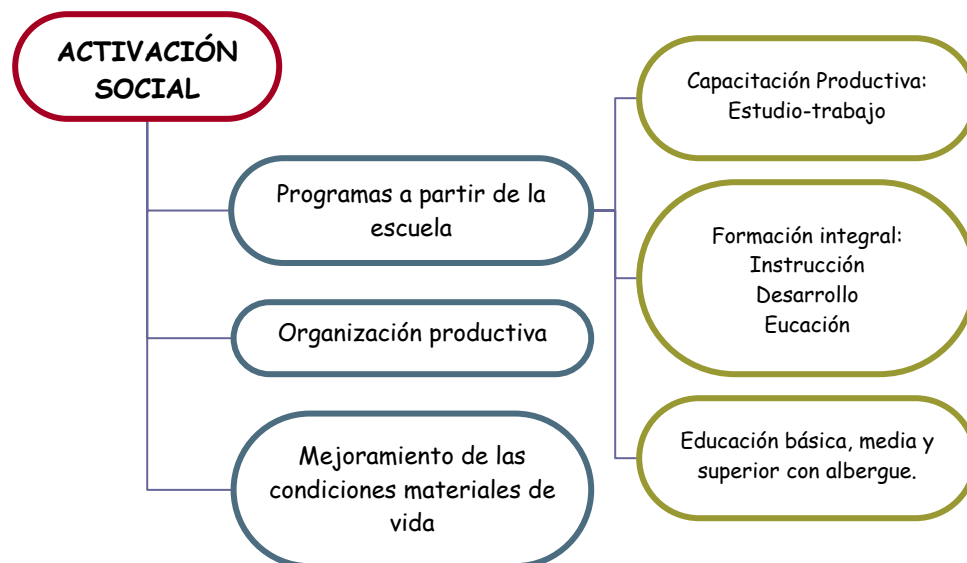 ACTIVACIÓN
SOCIAL
Programas a partir de la
escuela
Organización productiva
Mejoramiento de las
condiciones materiales de
vida
Capacitación Productiva:
Estudio-trabajo
Formación integral:
Instrucción
Desarrollo
Eucación
Educación básica, media y
superior con albergue.